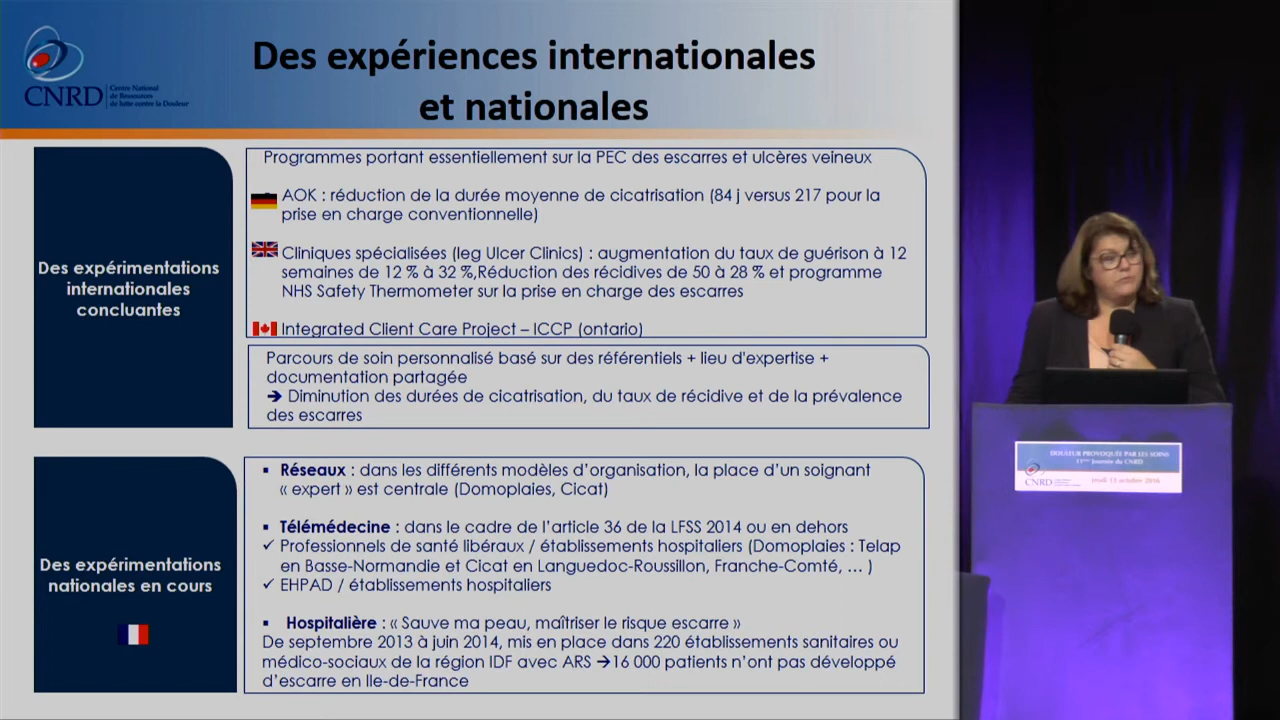 Des expériences internationales
et nationales
CNRD
Centre National
de Ressources
de lutte contre la Douleur
Des expérimentations
internationales
concluantes
Programmes portant essentiellement sur la PEC des escarres et ulcères veineux
AOK : réduction de la durée moyenne de cicatrisation (84 j versus 217 pour la
prise en charge conventionnelle)
Cliniques spécialisées (leg Ulcer Clinics) : augmentation du taux de guérison à 12
semaines de 12 % à 32 %,Réduction des récidives de 50 à 28 % et programme
NHS Safety Thermometer sur la prise en charge des escarres
Integrated Client Care Project – ICCP (ontario)
Parcours de soin personnalisé basé sur des référentiels + lieu d'expertise +
documentation partagée
➔ Diminution des durées de cicatrisation, du taux de récidive et de la prévalence
des escarres
Des expérimentations
nationales en cours
▪ Réseaux : dans les différents modèles d’organisation, la place d’un soignant
« expert » est centrale (Domoplaies, Cicat)
▪ Télémédecine : dans le cadre de l’article 36 de la LFSS 2014 ou en dehors
✓ Professionnels de santé libéraux / établissements hospitaliers (Domoplaies : Telap
en Basse-Normandie et Cicat en Languedoc-Roussillon, Franche-Comté, ... )
✓ EHPAD / établissements hospitaliers
▪ Hospitalière : « Sauve ma peau, maîtriser le risque escarre »
De septembre 2013 à juin 2014, mis en place dans 220 établissements sanitaires ou
médico-sociaux de la région IDF avec ARS ➔16 000 patients n’ont pas développé
d’escarre en Ile-de-France
DOULEUR PROVOQUÉE PAR LES SOINS
11ème Journée du CNRD
CNRD
Jeudi 13 octobre 2016